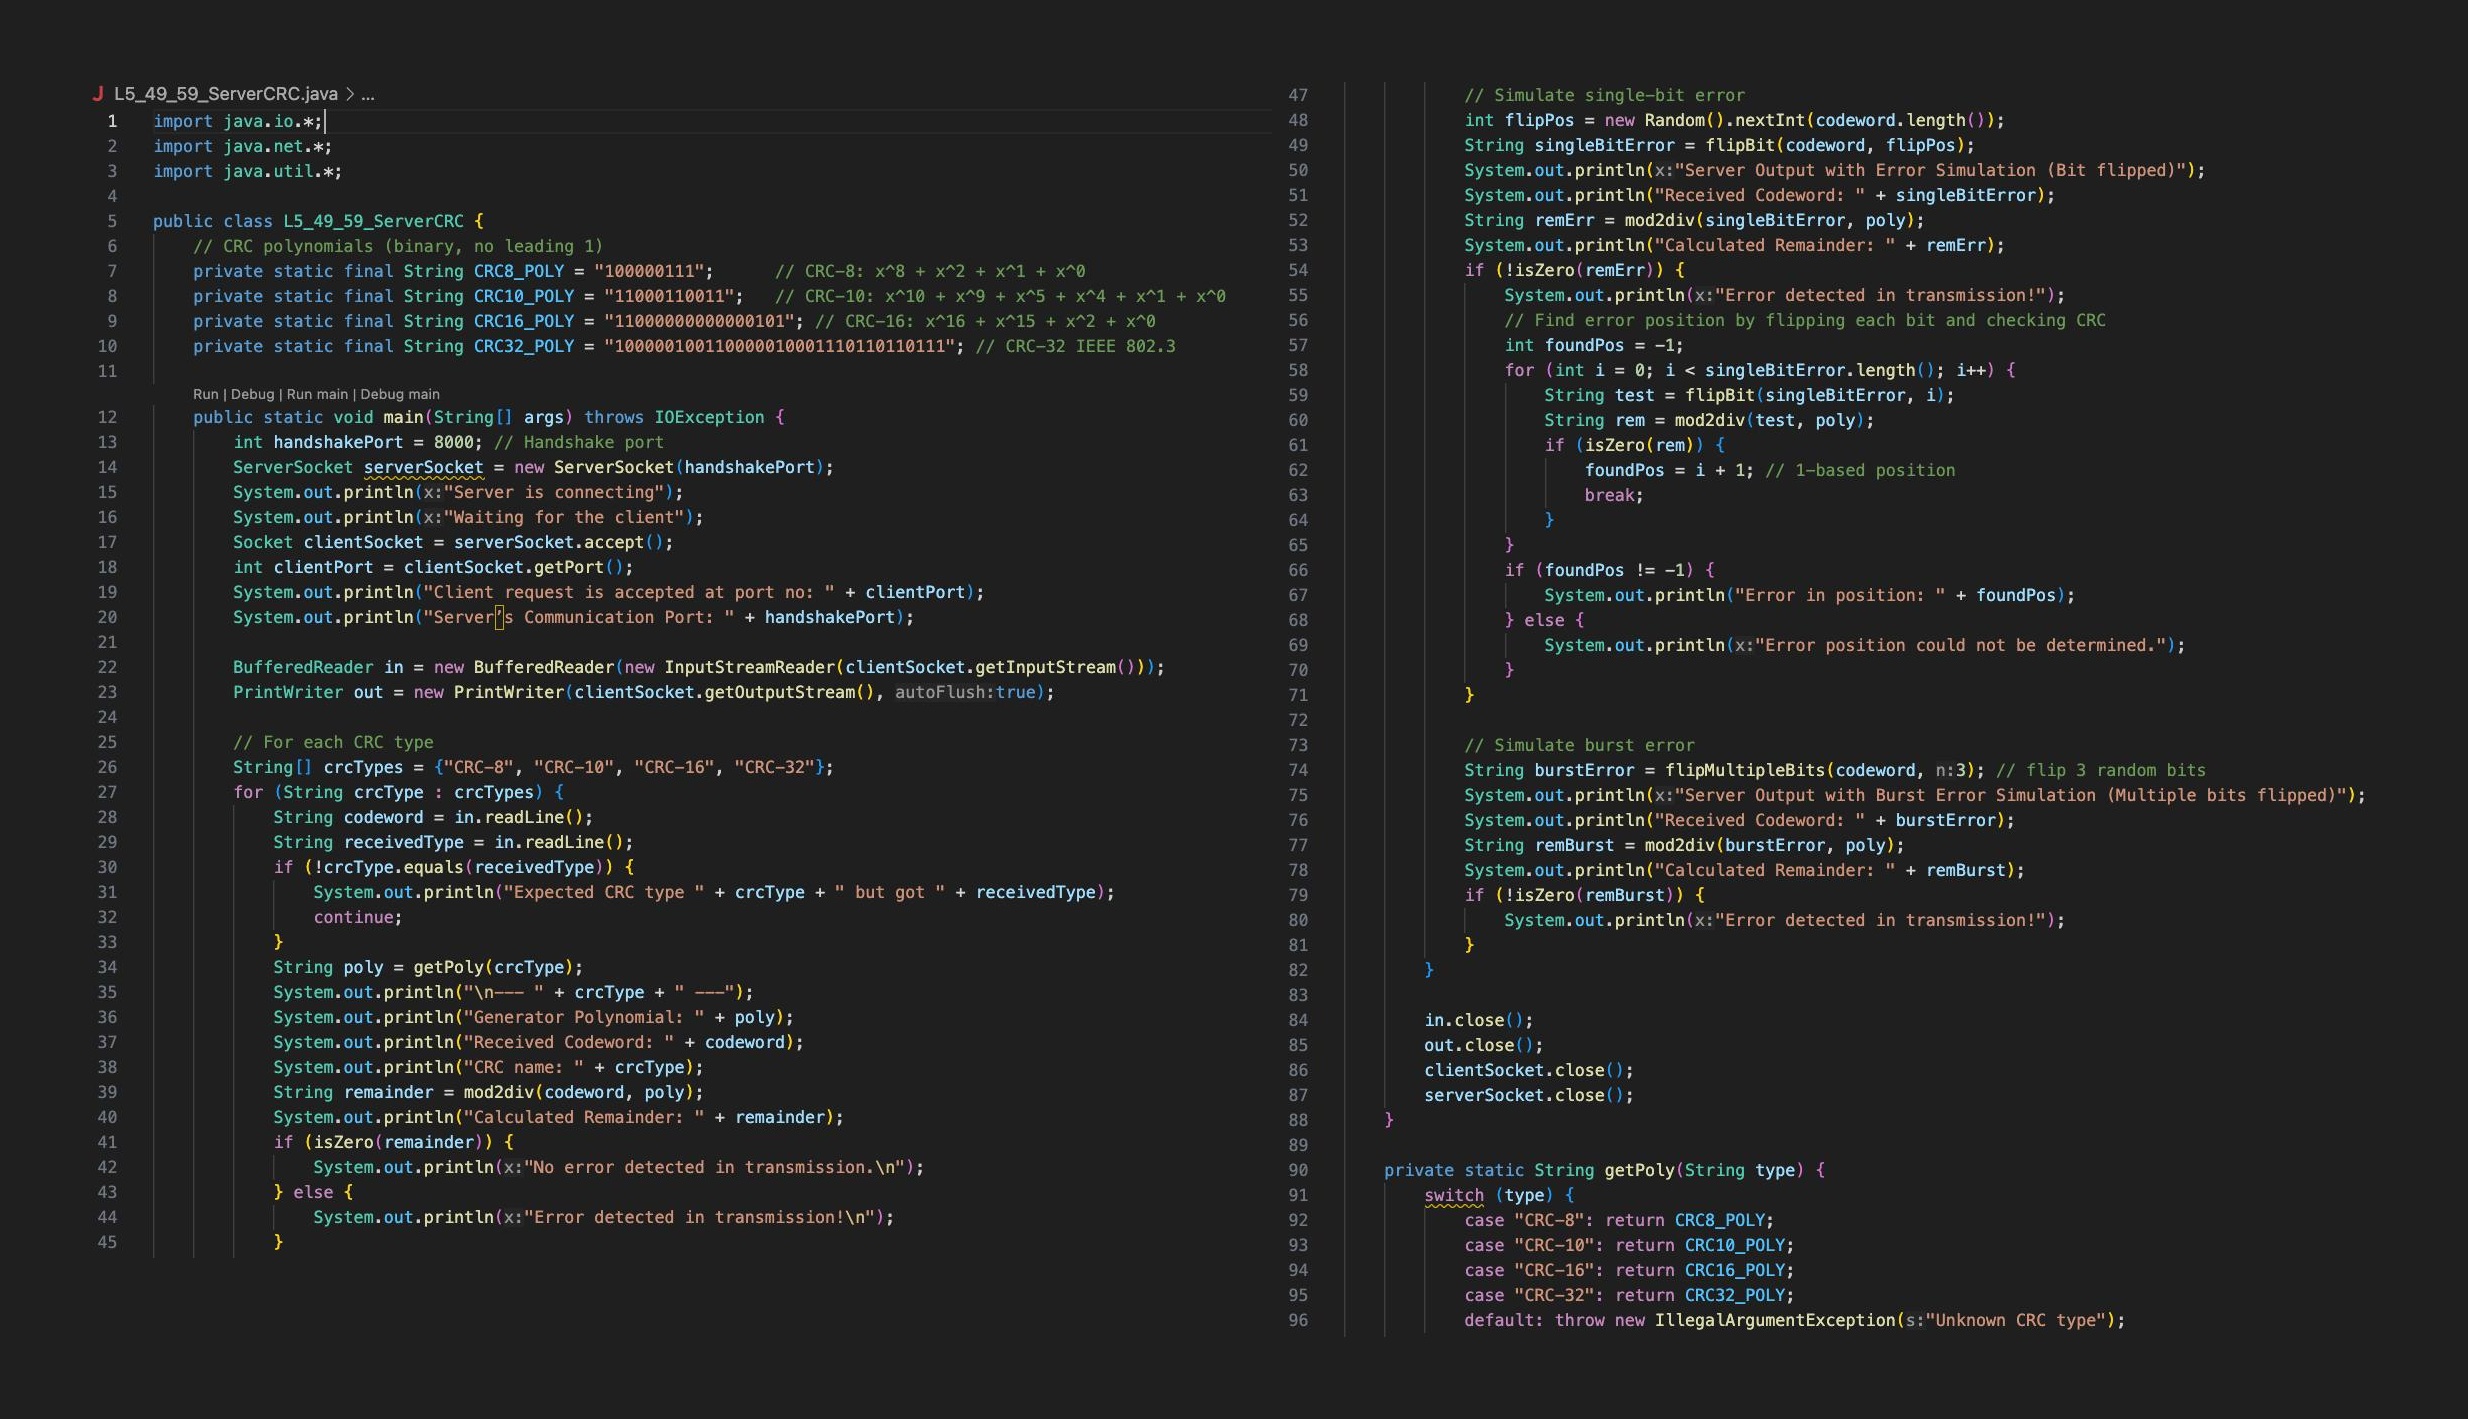 J L5_49_59_ServerCRC.java > ...
1 import java.io.*;
2 import java.net.*;
3 import java.util.*;
4
5 public class L5_49_59_ServerCRC {
6     // CRC polynomials (binary, no leading 1)
7     private static final String CRC8_POLY = "100000111";      // CRC-8: x^8 + x^2 + x^1 + x^0
8     private static final String CRC10_POLY = "11000110011";   // CRC-10: x^10 + x^9 + x^5 + x^4 + x^1 + x^0
9     private static final String CRC16_POLY = "11000000000000101"; // CRC-16: x^16 + x^15 + x^2 + x^0
10     private static final String CRC32_POLY = "100000100110000010001110110110111"; // CRC-32 IEEE 802.3
11
Run | Debug | Run main | Debug main
12     public static void main(String[] args) throws IOException {
13         int handshakePort = 8000; // Handshake port
14         ServerSocket serverSocket = new ServerSocket(handshakePort);
15         System.out.println(x:"Server is connecting");
16         System.out.println(x:"Waiting for the client");
17         Socket clientSocket = serverSocket.accept();
18         int clientPort = clientSocket.getPort();
19         System.out.println("Client request is accepted at port no: " + clientPort);
20         System.out.println("Server’s Communication Port: " + handshakePort);
21
22         BufferedReader in = new BufferedReader(new InputStreamReader(clientSocket.getInputStream()));
23         PrintWriter out = new PrintWriter(clientSocket.getOutputStream(), autoFlush:true);
24
25         // For each CRC type
26         String[] crcTypes = {"CRC-8", "CRC-10", "CRC-16", "CRC-32"};
27         for (String crcType : crcTypes) {
28             String codeword = in.readLine();
29             String receivedType = in.readLine();
30             if (!crcType.equals(receivedType)) {
31                 System.out.println("Expected CRC type " + crcType + " but got " + receivedType);
32                 continue;
33             }
34             String poly = getPoly(crcType);
35             System.out.println("\n--- " + crcType + " ---");
36             System.out.println("Generator Polynomial: " + poly);
37             System.out.println("Received Codeword: " + codeword);
38             System.out.println("CRC name: " + crcType);
39             String remainder = mod2div(codeword, poly);
40             System.out.println("Calculated Remainder: " + remainder);
41             if (isZero(remainder)) {
42                 System.out.println(x:"No error detected in transmission.\n");
43             } else {
44                 System.out.println(x:"Error detected in transmission!\n");
45             }
47             // Simulate single-bit error
48             int flipPos = new Random().nextInt(codeword.length());
49             String singleBitError = flipBit(codeword, flipPos);
50             System.out.println(x:"Server Output with Error Simulation (Bit flipped)");
51             System.out.println("Received Codeword: " + singleBitError);
52             String remErr = mod2div(singleBitError, poly);
53             System.out.println("Calculated Remainder: " + remErr);
54             if (!isZero(remErr)) {
55                 System.out.println(x:"Error detected in transmission!");
56                 // Find error position by flipping each bit and checking CRC
57                 int foundPos = -1;
58                 for (int i = 0; i < singleBitError.length(); i++) {
59                     String test = flipBit(singleBitError, i);
60                     String rem = mod2div(test, poly);
61                     if (isZero(rem)) {
62                         foundPos = i + 1; // 1-based position
63                         break;
64                     }
65                 }
66                 if (foundPos != -1) {
67                     System.out.println("Error in position: " + foundPos);
68                 } else {
69                     System.out.println(x:"Error position could not be determined.");
70                 }
71             }
72
73             // Simulate burst error
74             String burstError = flipMultipleBits(codeword, n:3); // flip 3 random bits
75             System.out.println(x:"Server Output with Burst Error Simulation (Multiple bits flipped)");
76             System.out.println("Received Codeword: " + burstError);
77             String remBurst = mod2div(burstError, poly);
78             System.out.println("Calculated Remainder: " + remBurst);
79             if (!isZero(remBurst)) {
80                 System.out.println(x:"Error detected in transmission!");
81             }
82         }
83
84         in.close();
85         out.close();
86         clientSocket.close();
87         serverSocket.close();
88     }
89
90     private static String getPoly(String type) {
91         switch (type) {
92             case "CRC-8": return CRC8_POLY;
93             case "CRC-10": return CRC10_POLY;
94             case "CRC-16": return CRC16_POLY;
95             case "CRC-32": return CRC32_POLY;
96             default: throw new IllegalArgumentException(s:"Unknown CRC type");